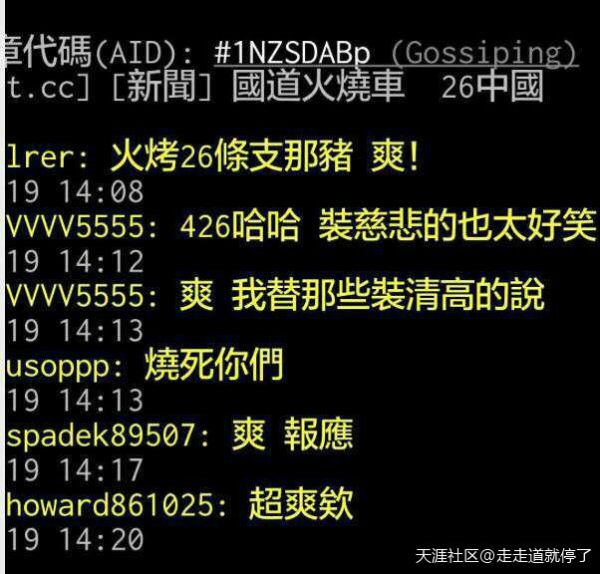 章代碼(AID): #1NZSDABp (Gossiping)
t.cc] [新聞] 國道火燒車 26中國
lrer: 火烤26條支那豬 爽!
19 14:08
VVVV5555: 426哈哈 裝慈悲的也太好笑
19 14:12
VVVV5555: 爽 我替那些裝清高的說
19 14:13
usoppp: 燒死你們
19 14:13
spadek89507: 爽 報應
19 14:17
howard861025: 超爽欸
19 14:20
天涯社区@走走道就停了